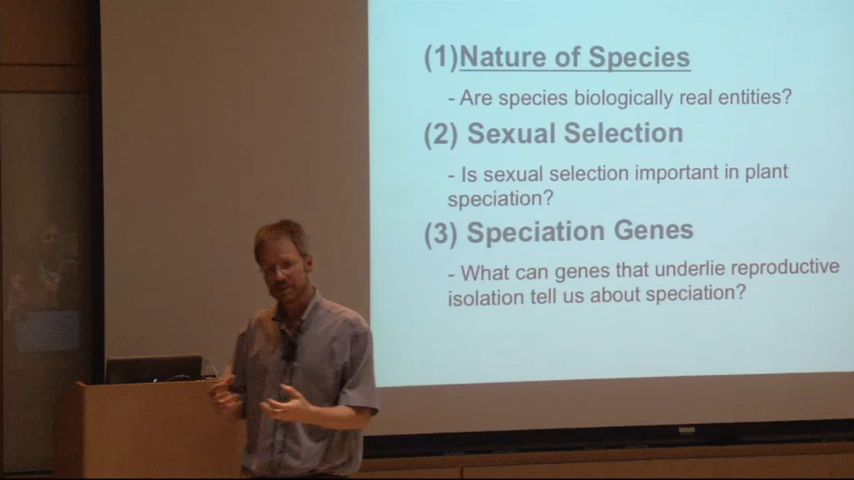 (1)Nature of Species
- Are species biologically real entities?
(2) Sexual Selection
- Is sexual selection important in plant
speciation?
(3) Speciation Genes
- What can genes that underlie reproductive
isolation tell us about speciation?